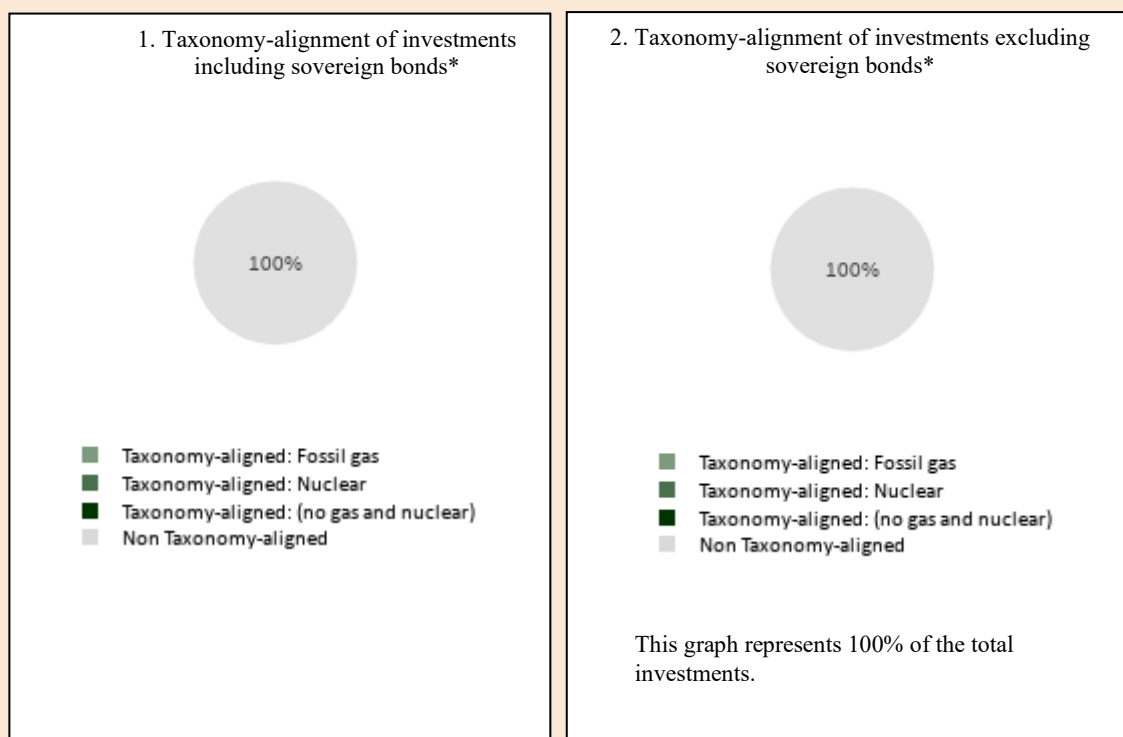 1. Taxonomy-alignment of investments
including sovereign bonds*
100%
Taxonomy-aligned: Fossil gas
Taxonomy-aligned: Nuclear
Taxonomy-aligned: (no gas and nuclear)
Non Taxonomy-aligned
2. Taxonomy-alignment of investments excluding
sovereign bonds*
100%
Taxonomy-aligned: Fossil gas
Taxonomy-aligned: Nuclear
Taxonomy-aligned: (no gas and nuclear)
Non Taxonomy-aligned
This graph represents 100% of the total
investments.